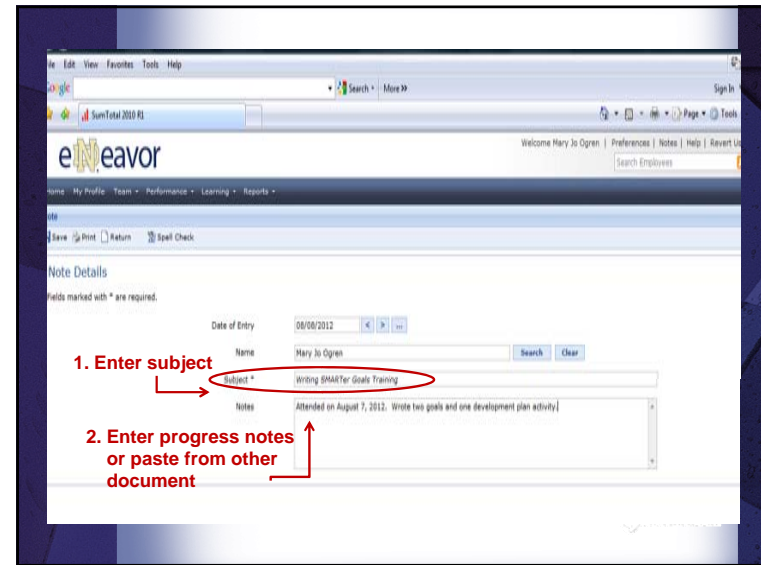 File Edit View Favorites Tools Help
Google Search More >> Sign In
SumTotal 2010 R1 Page Tools
eNeavor Welcome Mary Jo Ogren | Preferences | Notes | Help | Revert
Search Employees
Home My Profile Team Performance Learning Reports
Note
Save Print Return Spell Check
Note Details
Fields marked with * are required.
Date of Entry 08/08/2012 < > ...
Name Mary Jo Ogren Search Clear
1. Enter subject
Subject * Writing SMARTer Goals Training
Notes Attended on August 7, 2012. Wrote two goals and one development plan activity.
2. Enter progress notes
or paste from other
document